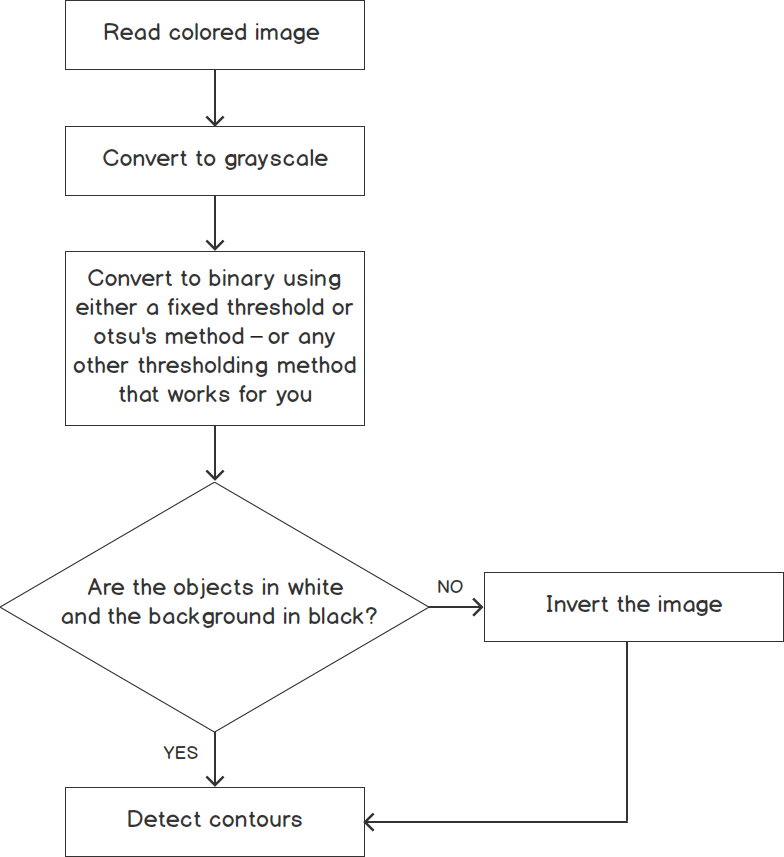 Read colored image
Convert to grayscale
Convert to binary using
either a fixed threshold or
otsu's method – or any
other thresholding method
that works for you
Are the objects in white
and the background in black?
NO
Invert the image
YES
Detect contours